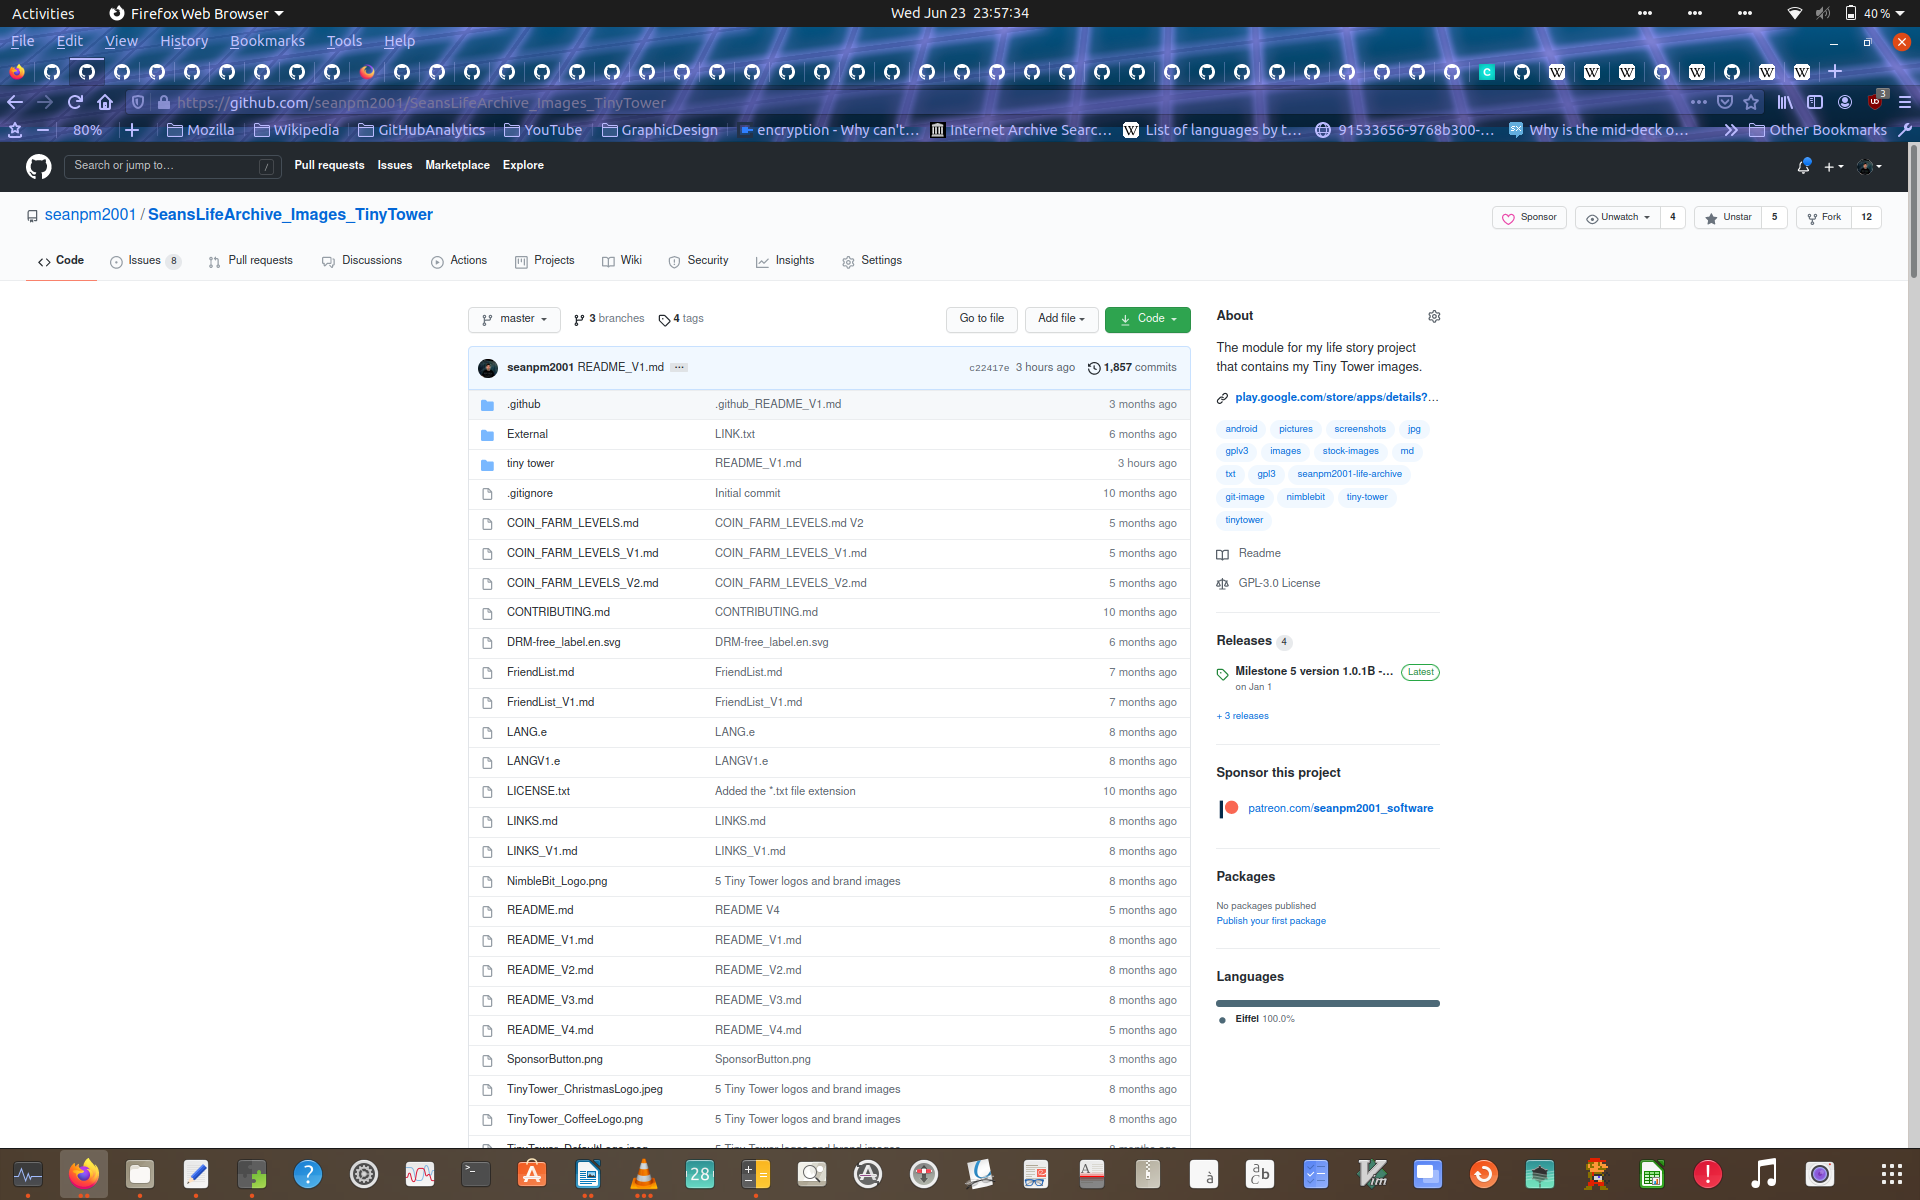 Activities Firefox Web Browser Wed Jun 23 23:57:34 40 %
File Edit View History Bookmarks Tools Help
https://github.com/seanpm2001/SeansLifeArchive_Images_TinyTower 3
80% Mozilla Wikipedia GitHubAnalytics YouTube GraphicDesign encryption - Why can't… Internet Archive Searc… List of languages by t… 91533656-9768b300-… Why is the mid-deck o… Other Bookmarks
Search or jump to… / Pull requests Issues Marketplace Explore
seanpm2001 / SeansLifeArchive_Images_TinyTower Sponsor Unwatch 4 Unstar 5 Fork 12
Code Issues 8 Pull requests Discussions Actions Projects Wiki Security Insights Settings
master 3 branches 4 tags Go to file Add file Code
seanpm2001 README_V1.md ··· c22417e 3 hours ago 1,857 commits
.github .github_README_V1.md 3 months ago
External LINK.txt 6 months ago
tiny tower README_V1.md 3 hours ago
.gitignore Initial commit 10 months ago
COIN_FARM_LEVELS.md COIN_FARM_LEVELS.md V2 5 months ago
COIN_FARM_LEVELS_V1.md COIN_FARM_LEVELS_V1.md 5 months ago
COIN_FARM_LEVELS_V2.md COIN_FARM_LEVELS_V2.md 5 months ago
CONTRIBUTING.md CONTRIBUTING.md 10 months ago
DRM-free_label.en.svg DRM-free_label.en.svg 6 months ago
FriendList.md FriendList.md 7 months ago
FriendList_V1.md FriendList_V1.md 7 months ago
LANG.e LANG.e 8 months ago
LANGV1.e LANGV1.e 8 months ago
LICENSE.txt Added the *.txt file extension 10 months ago
LINKS.md LINKS.md 8 months ago
LINKS_V1.md LINKS_V1.md 8 months ago
NimbleBit_Logo.png 5 Tiny Tower logos and brand images 8 months ago
README.md README V4 5 months ago
README_V1.md README_V1.md 8 months ago
README_V2.md README_V2.md 8 months ago
README_V3.md README_V3.md 8 months ago
README_V4.md README_V4.md 5 months ago
SponsorButton.png SponsorButton.png 3 months ago
TinyTower_ChristmasLogo.jpeg 5 Tiny Tower logos and brand images 8 months ago
TinyTower_CoffeeLogo.png 5 Tiny Tower logos and brand images 8 months ago
About
The module for my life story project
that contains my Tiny Tower images.
play.google.com/store/apps/details?…
android pictures screenshots jpg
gplv3 images stock-images md
txt gpl3 seanpm2001-life-archive
git-image nimblebit tiny-tower
tinytower
Readme
GPL-3.0 License
Releases 4
Milestone 5 version 1.0.1B -… Latest
on Jan 1
+ 3 releases
Sponsor this project
patreon.com/seanpm2001_software
Packages
No packages published
Publish your first package
Languages
Eiffel 100.0%
28